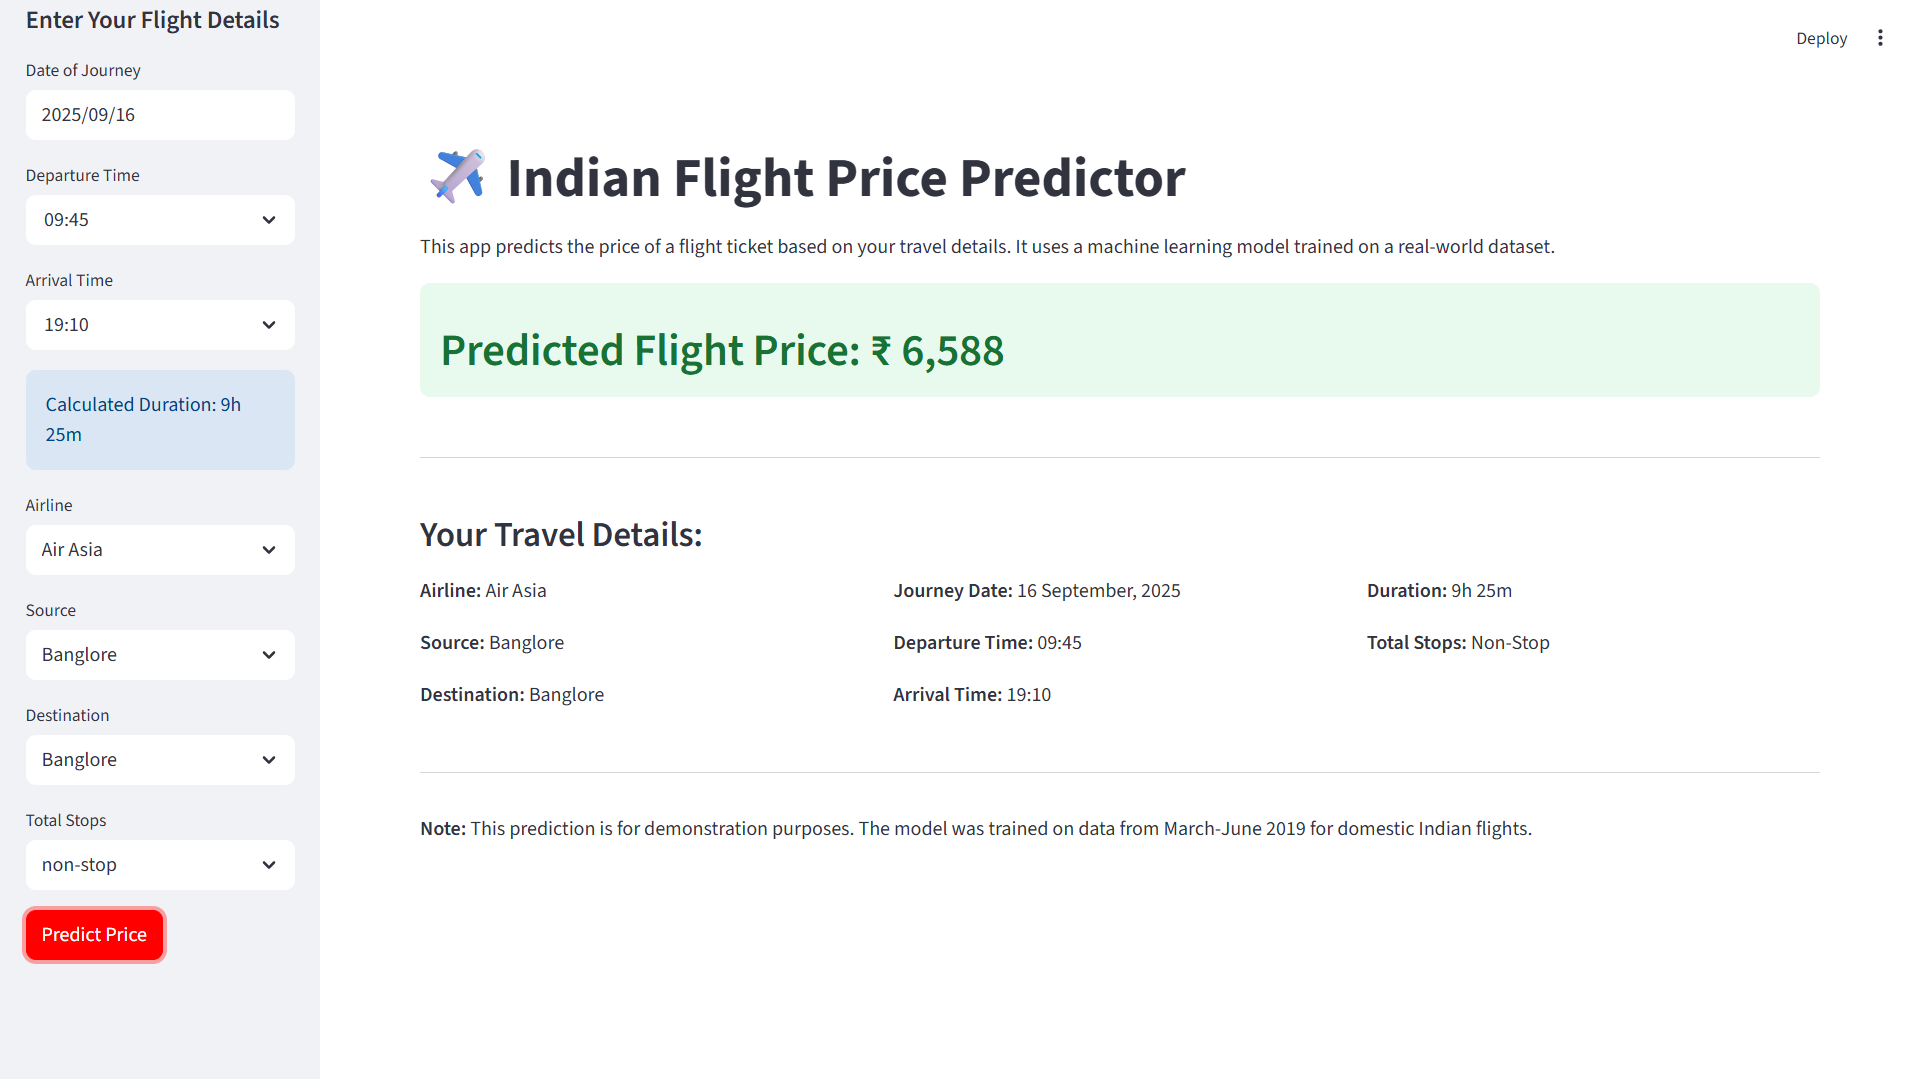 Enter Your Flight Details
Date of Journey
2025/09/16
Departure Time
09:45
Arrival Time
19:10
Calculated Duration: 9h
25m
Airline
Air Asia
Source
Banglore
Destination
Banglore
Total Stops
non-stop
Predict Price
Deploy
Indian Flight Price Predictor
This app predicts the price of a flight ticket based on your travel details. It uses a machine learning model trained on a real-world dataset.
Predicted Flight Price: ₹ 6,588
Your Travel Details:
Airline: Air Asia
Source: Banglore
Destination: Banglore
Journey Date: 16 September, 2025
Departure Time: 09:45
Arrival Time: 19:10
Duration: 9h 25m
Total Stops: Non-Stop
Note: This prediction is for demonstration purposes. The model was trained on data from March-June 2019 for domestic Indian flights.